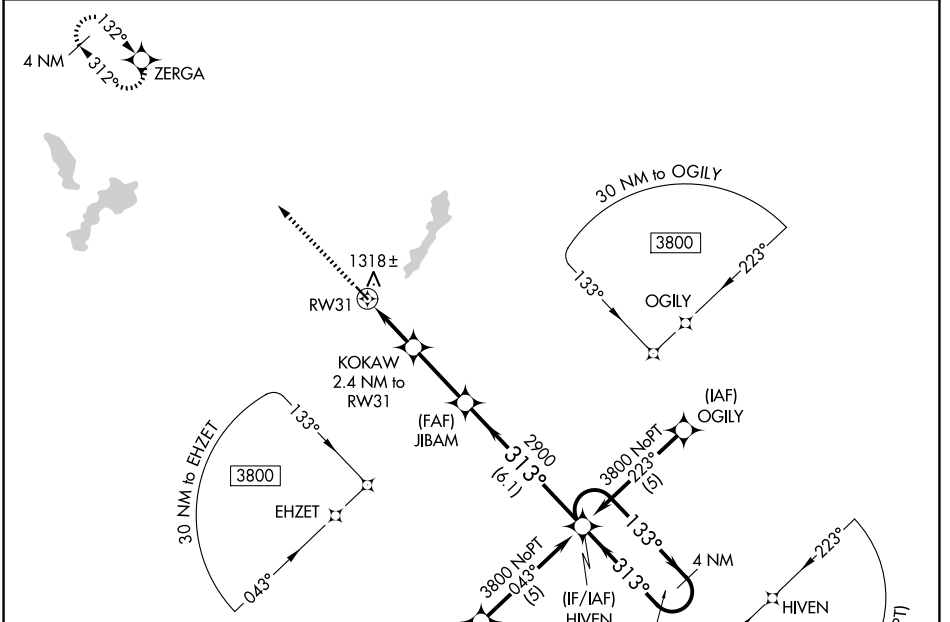 132°
4 NM
312°
ZERGA
30 NM to OGILY
3800
133°
223°
OGILY
1318±
RW31
KOKAW
2.4 NM to
RW31
(FAF)
JIBAM
2900
313°
(6.1)
(IAF)
OGILY
3800 NoPT
223°
(5)
30 NM to EHZET
133°
3800
EHZET
043°
133°
4 NM
313°
3800 NoPT
043°
(5)
(IF/IAF)
HIVEN
223°
HIVEN